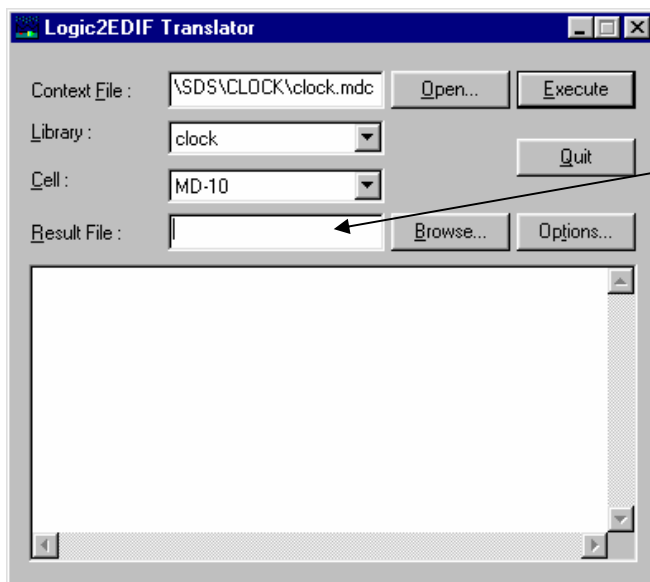 Logic2EDIF Translator
Context File : \SDS\CLOCK\clock.mdc Open... Execute
Library : clock
Quit
Cell : MD-10
Result File : Browse... Options...